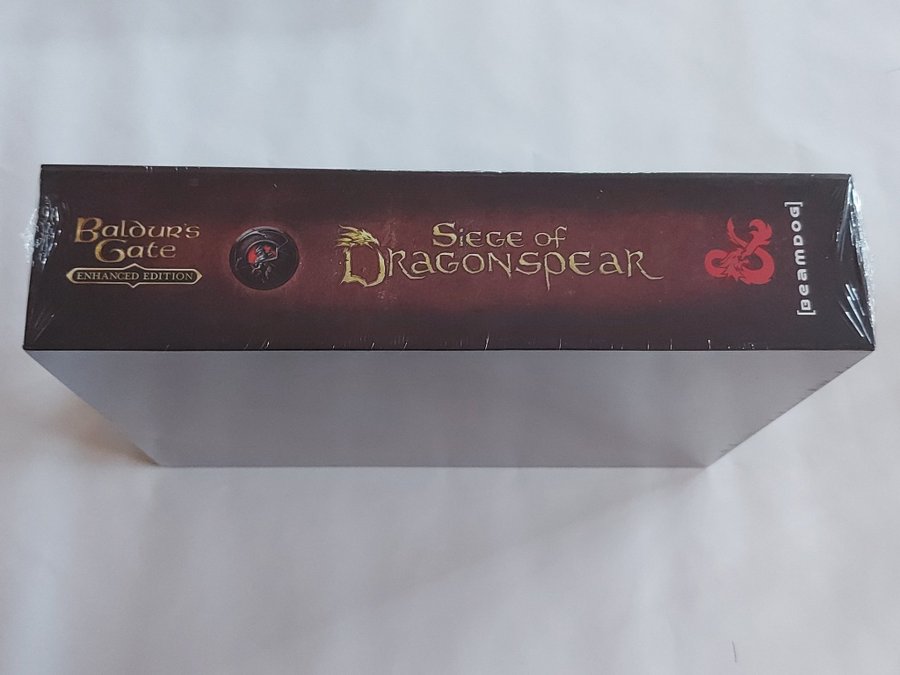 Baldur's
Gate
ENHANCED EDITION
Siege of
Dragonspear
[BEAMDOG]